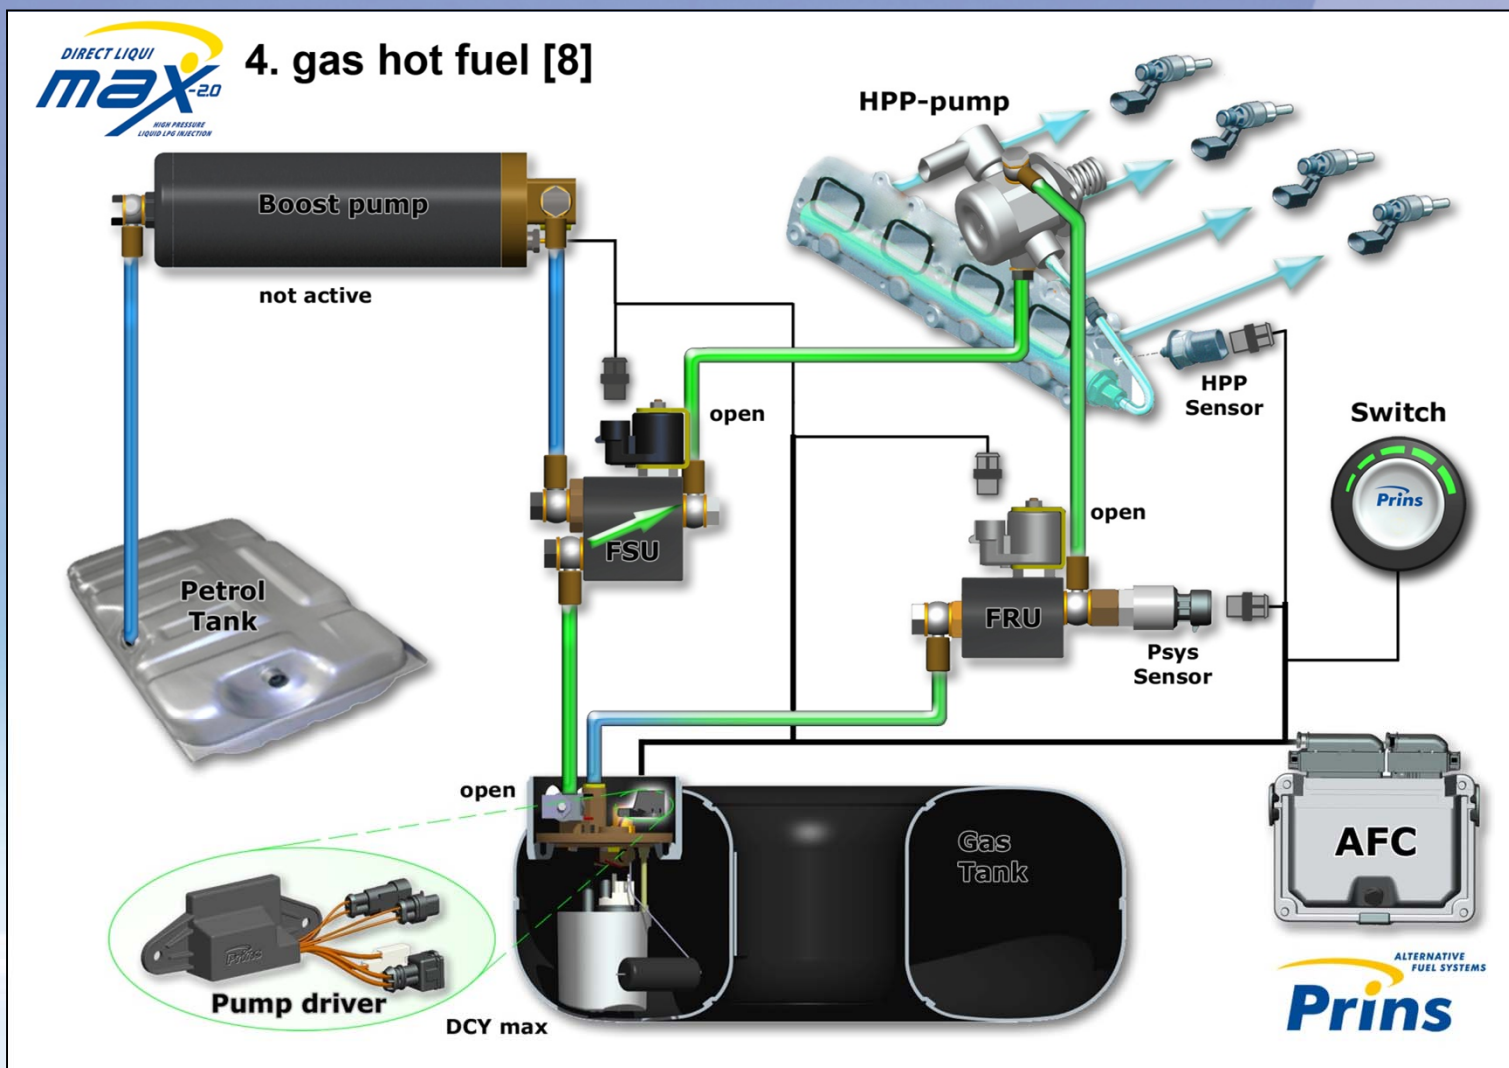 DIRECT LIQUI
max-2.0
HIGH PRESSURE
LIQUID LPG INJECTION
4. gas hot fuel [8]
HPP-pump
Boost pump
not active
HPP
Sensor
open
Switch
Prins
open
FSU
FRU
Petrol
Tank
Psys
Sensor
open
Gas
Tank
AFC
Pump driver
DCY max
ALTERNATIVE
FUEL SYSTEMS
Prins